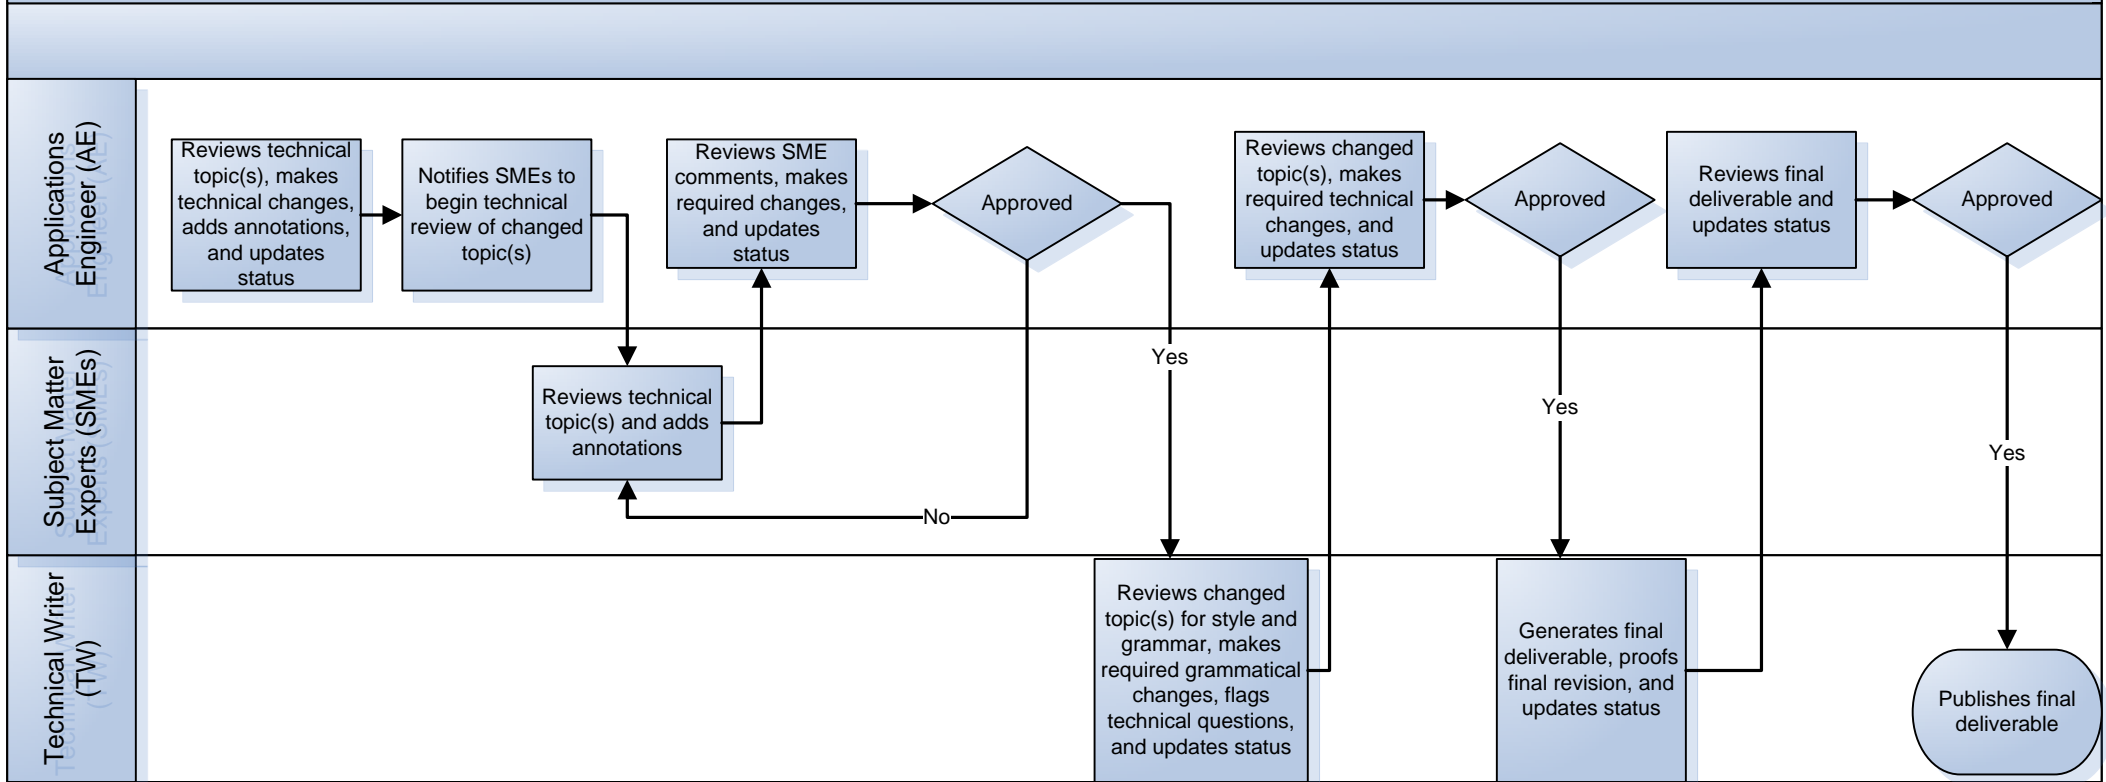 Applications
Engineer (AE)
Reviews technical
topic(s), makes
technical changes,
adds annotations,
and updates
status
Notifies SMEs to
begin technical
review of changed
topic(s)
Reviews SME
comments, makes
required changes,
and updates
status
Approved
Reviews changed
topic(s), makes
required technical
changes, and
updates status
Approved
Reviews final
deliverable and
updates status
Approved
Subject Matter
Experts (SMEs)
Reviews technical
topic(s) and adds
annotations
No
Yes
Yes
Yes
Technical Writer
(TW)
Reviews changed
topic(s) for style and
grammar, makes
required grammatical
changes, flags
technical questions,
and updates status
Generates final
deliverable, proofs
final revision, and
updates status
Publishes final
deliverable